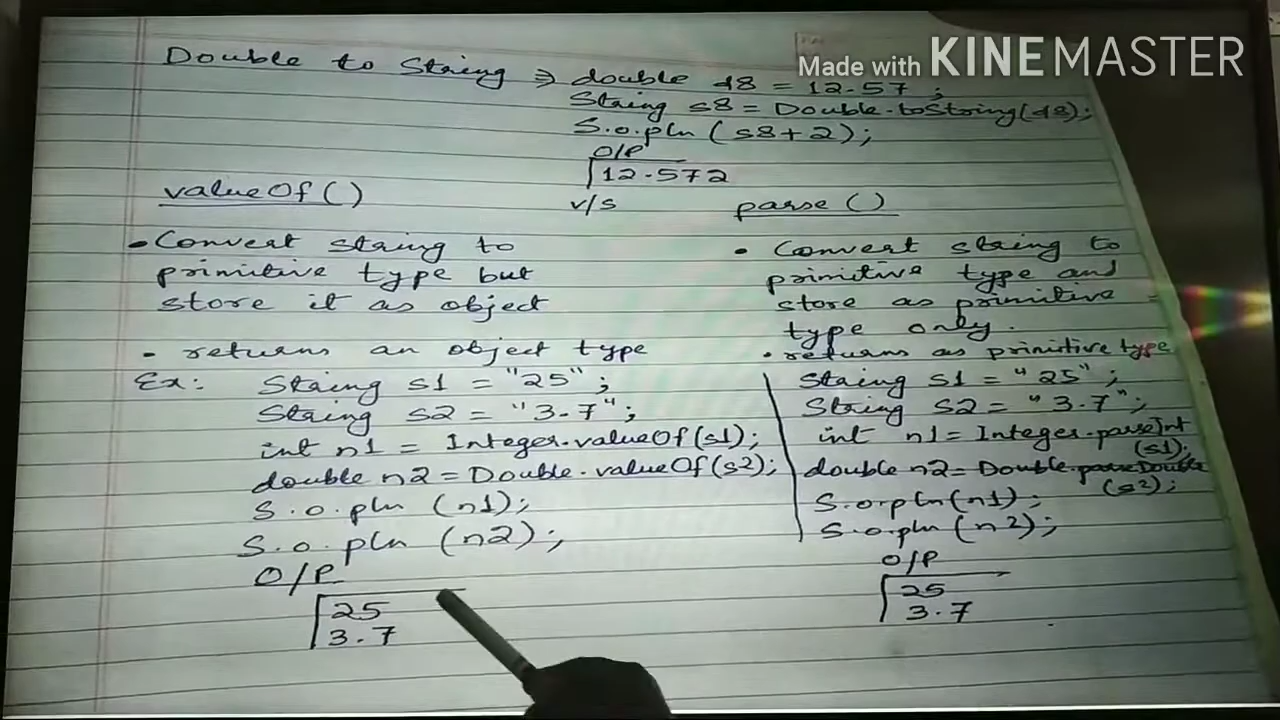 Made with KINEMASTER
Double to String ⇒ double d8 = 12.57 ;
String s8 = Double.toString(d8);
S.o.pln ( s8+2 );
O/P
12.572
valueOf() v/s parse ()
• Convert string to
primitive type but
store it as object
• returns an object type
Ex: String s1 = "25" ;
String s2 = "3.7" ;
int n1 = Integer.valueOf(s1);
double n2 = Double.valueOf(s2);
S.o.pln (n1);
S.o.pln (n2);
O/P
25
3.7
• Convert string to
primitive type and
store as primitive
type only.
• returns as primitive type
String s1 = "25" ;
String s2 = "3.7" ;
int n1 = Integer.parseInt
(s1);
double n2 = Double.parseDouble
(s2);
S.o.pln(n1);
S.o.pln (n2);
O/P
25
3.7